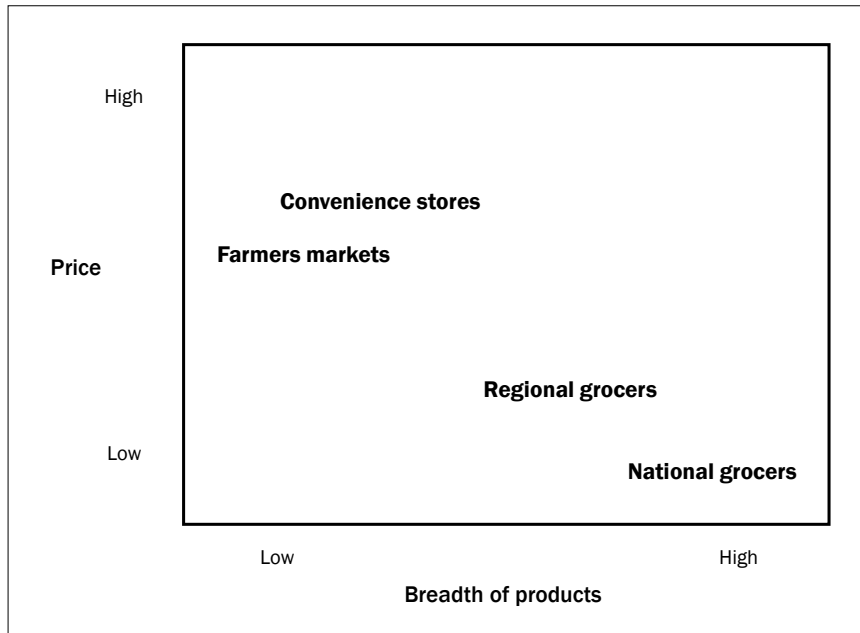 High
Convenience stores
Farmers markets
Price
Regional grocers
Low
National grocers
Low
High
Breadth of products